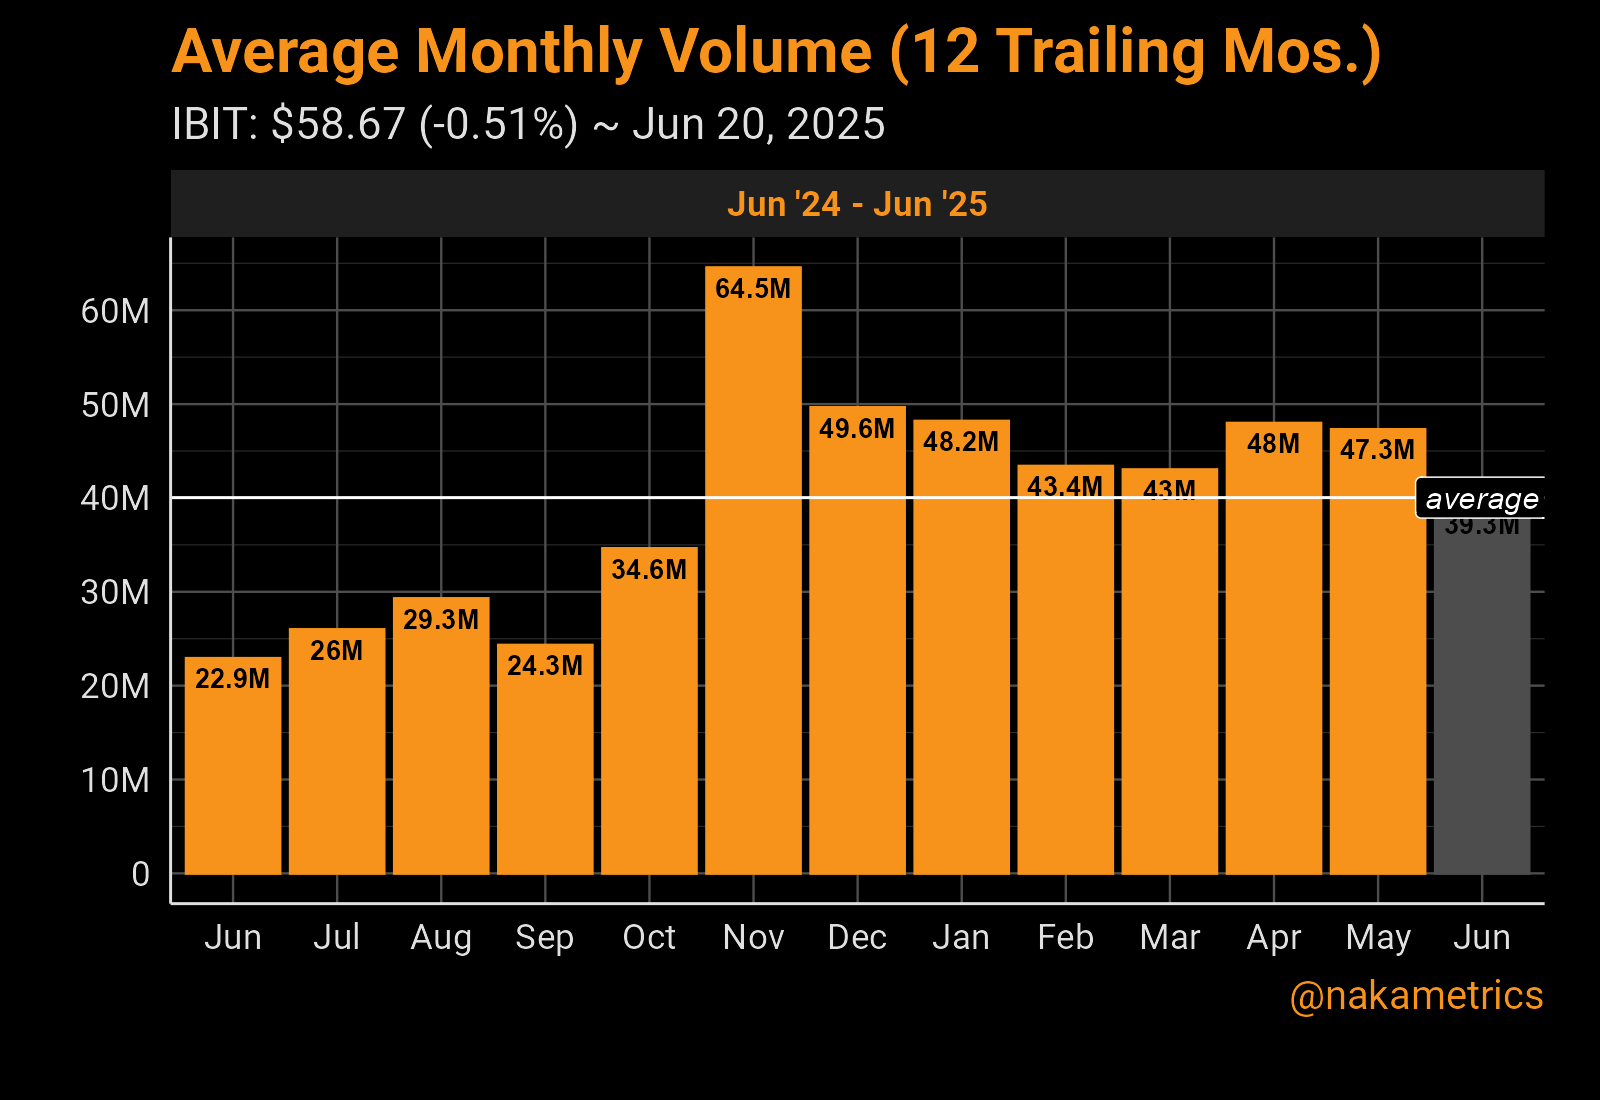 Average Monthly Volume (12 Trailing Mos.)
IBIT: $58.67 (-0.51%) ~ Jun 20, 2025
Jun '24 - Jun '25
60M
50M
40M
30M
20M
10M
0
22.9M
26M
29.3M
24.3M
34.6M
64.5M
49.6M
48.2M
43.4M
43M
48M
47.3M
39.3M
average
Jun Jul Aug Sep Oct Nov Dec Jan Feb Mar Apr May Jun
@nakametrics